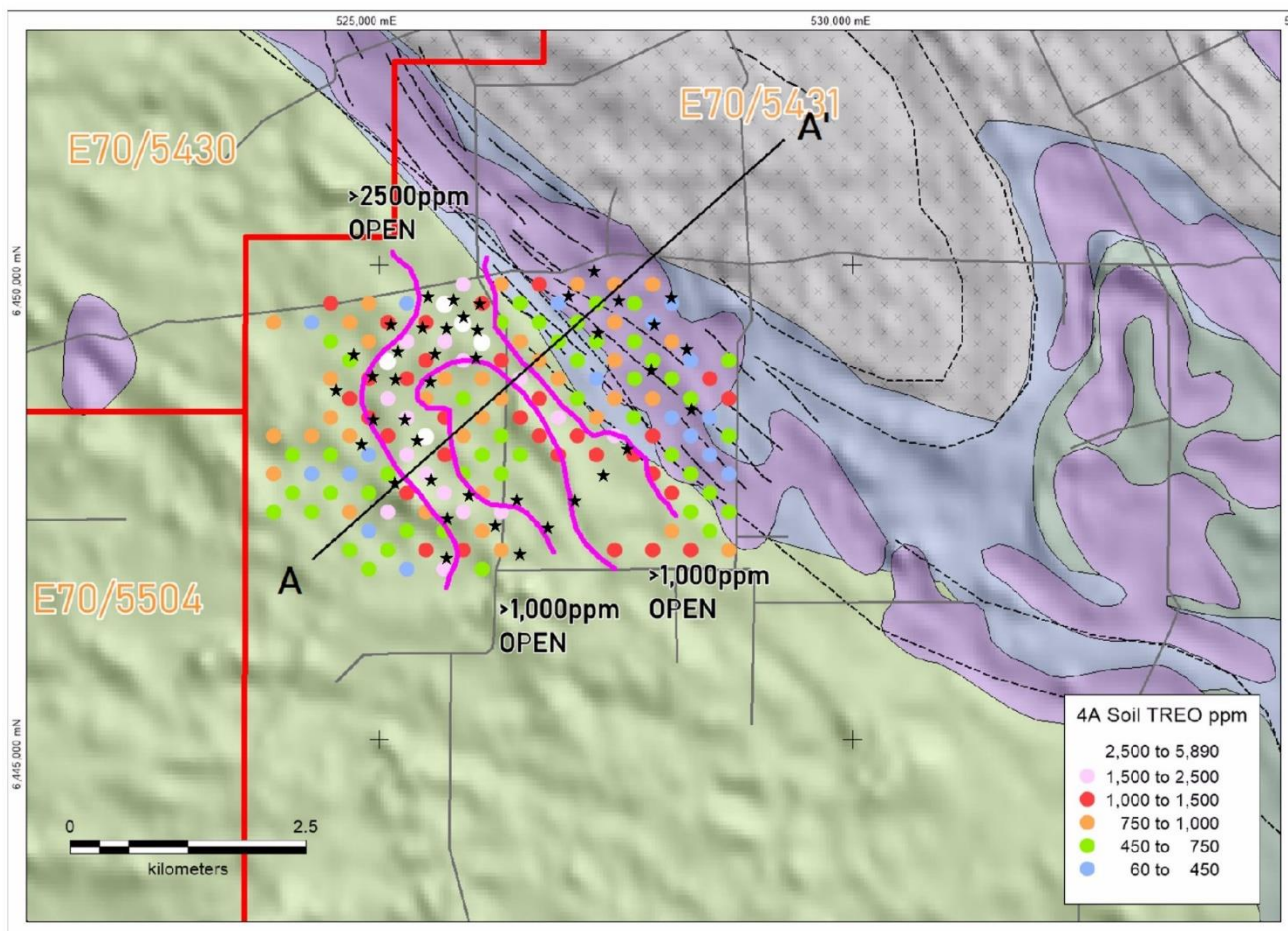 525,000 mE
530,000 mE
E70/5431
A'
E70/5430
>2500ppm
OPEN
6,450,000 mN
A
E70/5504
>1,000ppm
OPEN
>1,000ppm
OPEN
4A Soil TREO ppm
2,500 to 5,890
1,500 to 2,500
1,000 to 1,500
750 to 1,000
450 to 750
60 to 450
6,445,000 mN
0 2.5
kilometers